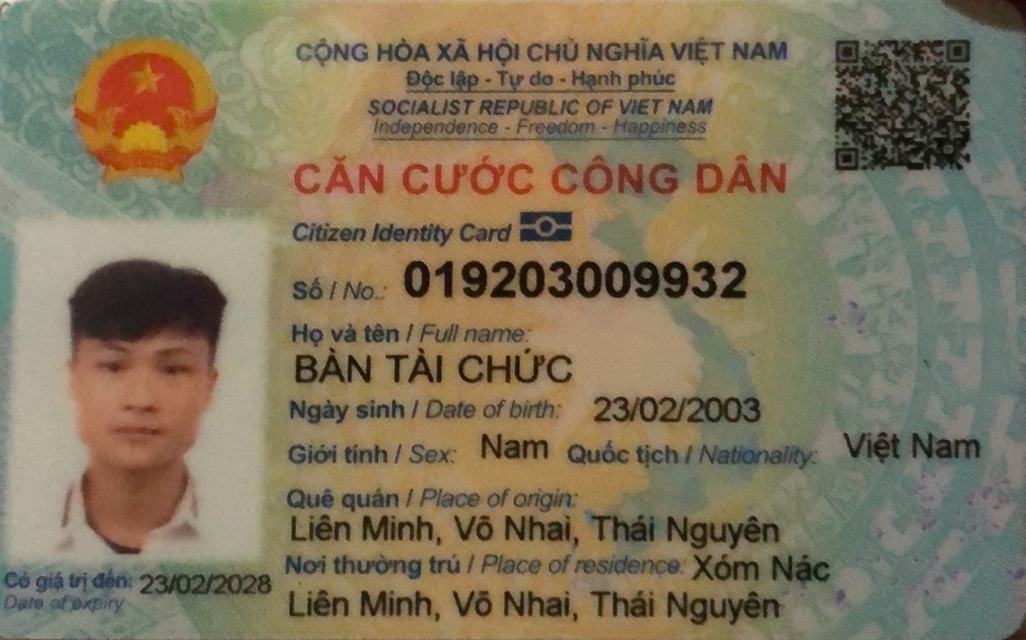 CỘNG HÒA XÃ HỘI CHỦ NGHĨA VIỆT NAM
Độc lập - Tự do - Hạnh phúc
SOCIALIST REPUBLIC OF VIET NAM
Independence - Freedom - Happiness
CĂN CƯỚC CÔNG DÂN
Citizen Identity Card
Số / No.: 019203009932
Họ và tên / Full name:
BÀN TÀI CHỨC
Ngày sinh / Date of birth: 23/02/2003
Giới tính / Sex: Nam Quốc tịch / Nationality: Việt Nam
Quê quán / Place of origin:
Liên Minh, Võ Nhai, Thái Nguyên
Nơi thường trú / Place of residence: Xóm Nác
Liên Minh, Võ Nhai, Thái Nguyên
Có giá trị đến: 23/02/2028
Date of expiry